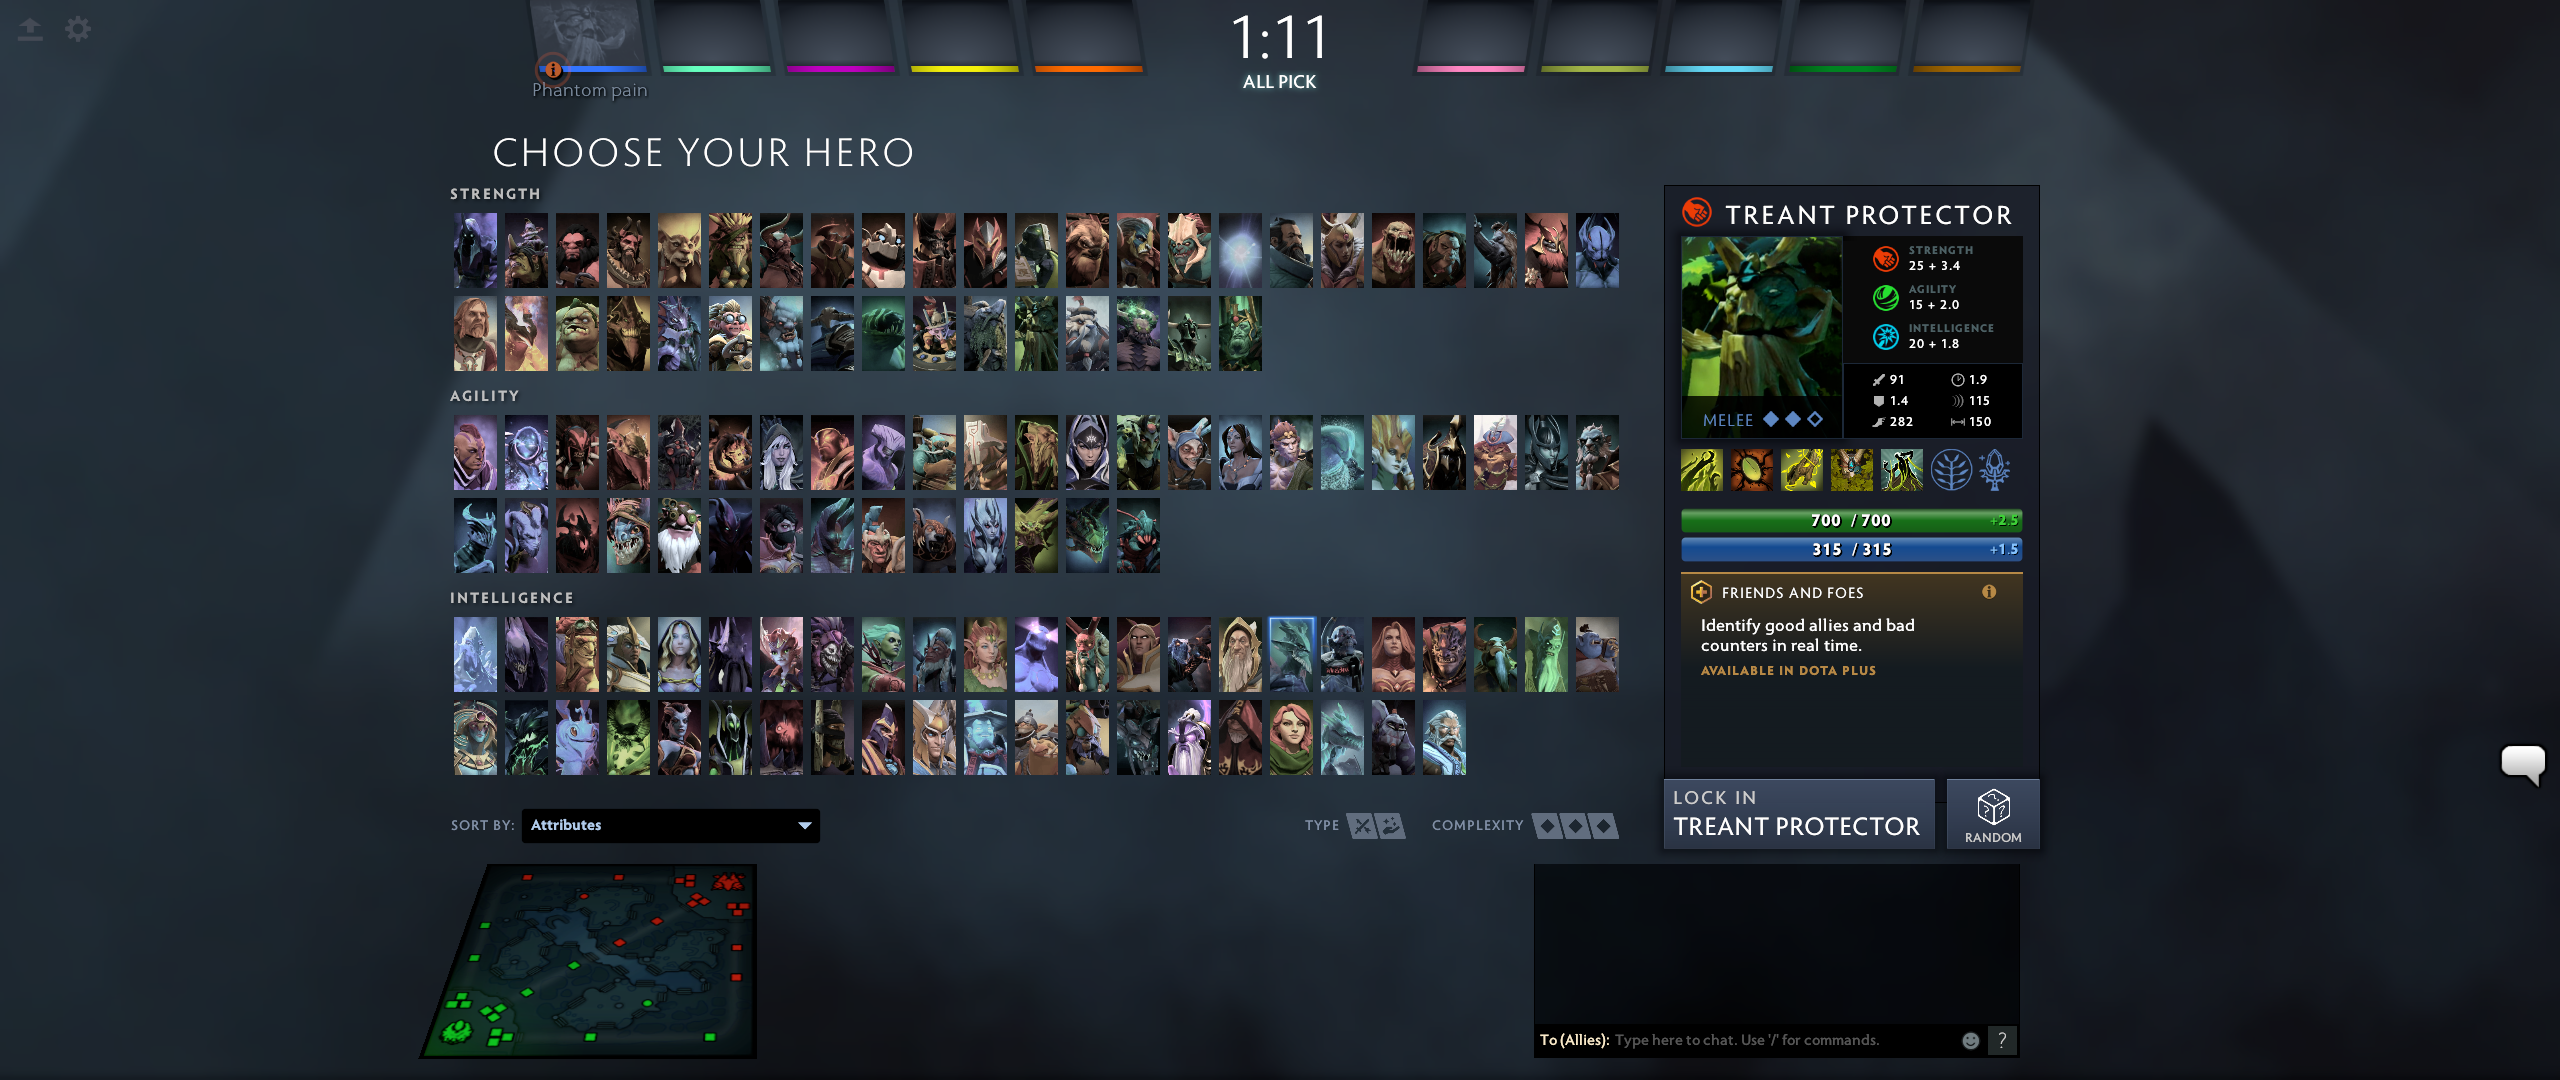 1:11
ALL PICK
Phantom pain
CHOOSE YOUR HERO
STRENGTH
AGILITY
INTELLIGENCE
TREANT PROTECTOR
STRENGTH
25 + 3.4
AGILITY
15 + 2.0
INTELLIGENCE
20 + 1.8
MELEE
91
1.9
1.4
115
282
150
700 / 700
+2.5
315 / 315
+1.5
FRIENDS AND FOES
Identify good allies and bad
counters in real time.
AVAILABLE IN DOTA PLUS
SORT BY:
Attributes
TYPE
COMPLEXITY
LOCK IN
TREANT PROTECTOR
RANDOM
To (Allies): Type here to chat. Use '/' for commands.
?